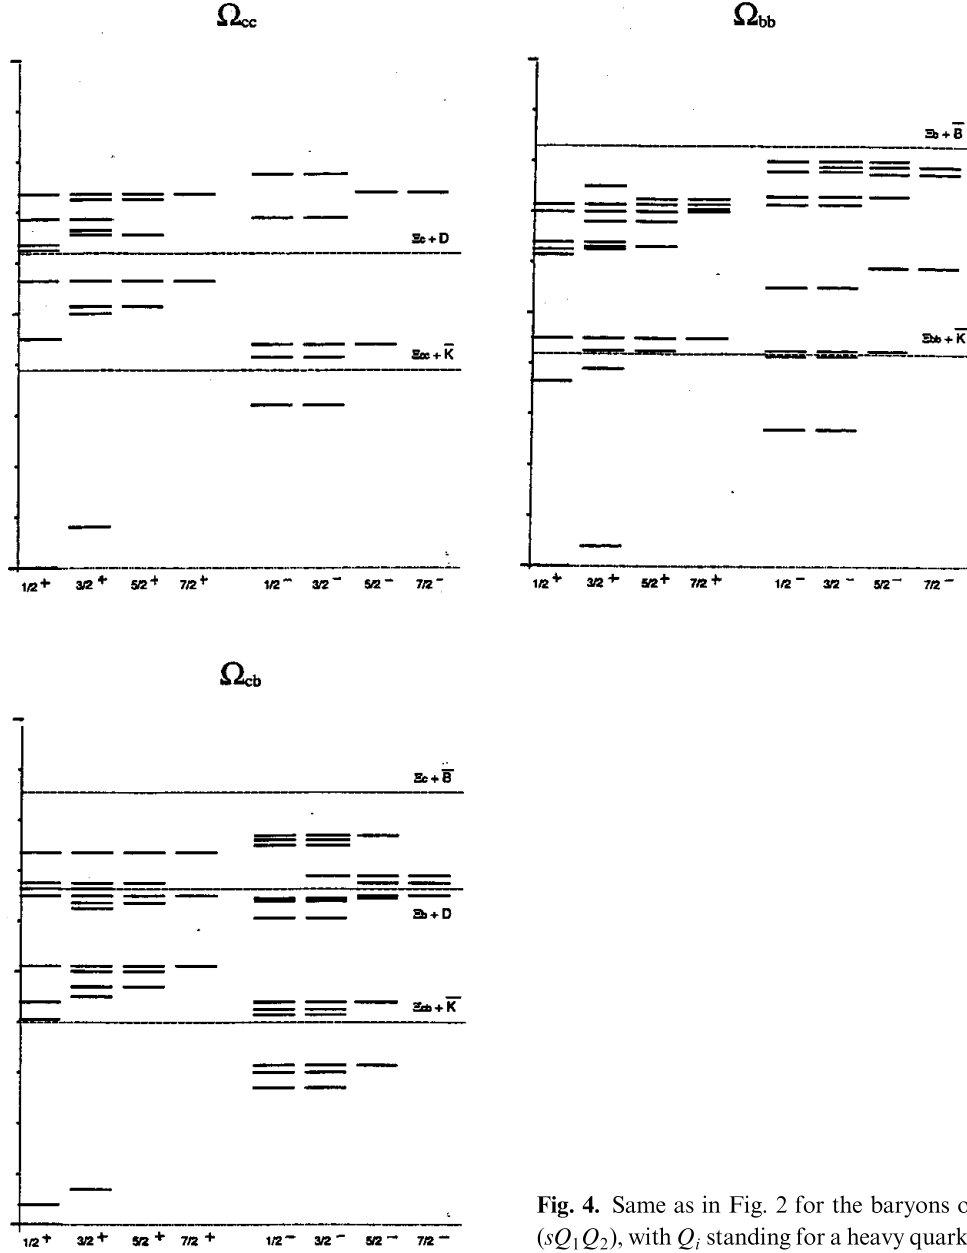 Ωcc
Ξc + D
Ξcc + K̅
1/2 + 3/2 + 5/2 + 7/2 + 1/2 − 3/2 − 5/2 − 7/2 −
Ωbb
Ξb + B̅
Ξbb + K̅
1/2 + 3/2 + 5/2 + 7/2 + 1/2 − 3/2 − 5/2 − 7/2 −
Ωcb
Ξc + B̅
Ξb + D
Ξcb + K̅
1/2 + 3/2 + 5/2 + 7/2 + 1/2 − 3/2 − 5/2 − 7/2 −
Fig. 4. Same as in Fig. 2 for the baryons o
(sQ1Q2), with Qi standing for a heavy quark